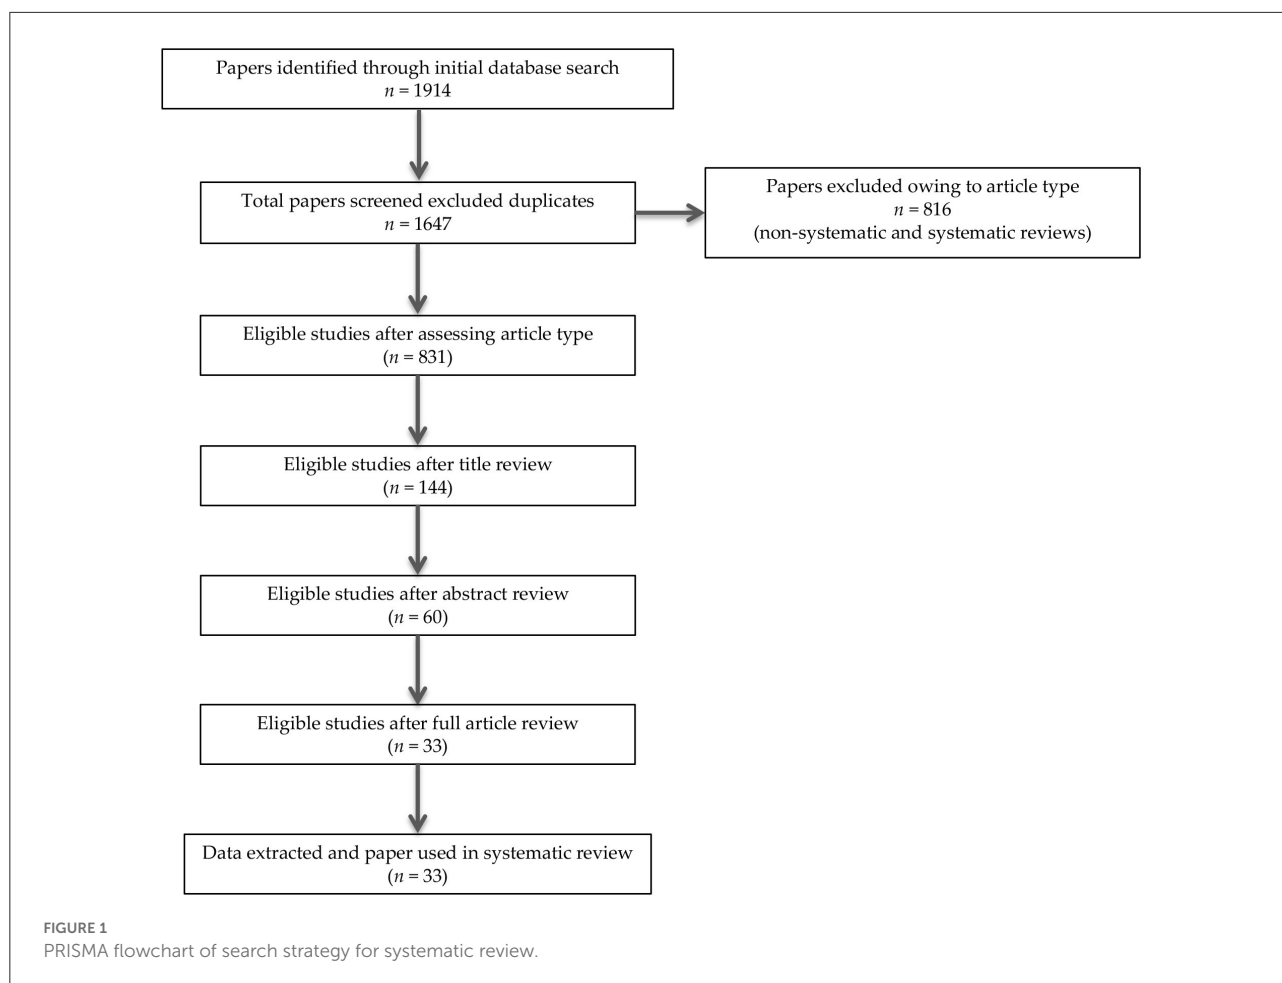 Papers identified through initial database search
n = 1914
Total papers screened excluded duplicates
n = 1647
Papers excluded owing to article type
n = 816
(non-systematic and systematic reviews)
Eligible studies after assessing article type
(n = 831)
Eligible studies after title review
(n = 144)
Eligible studies after abstract review
(n = 60)
Eligible studies after full article review
(n = 33)
Data extracted and paper used in systematic review
(n = 33)
FIGURE 1
PRISMA flowchart of search strategy for systematic review.